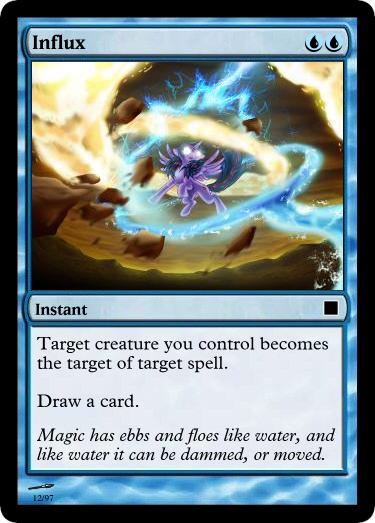 Influx
Instant
Target creature you control becomes
the target of target spell.
Draw a card.
Magic has ebbs and floes like water, and
like water it can be dammed, or moved.
12/97